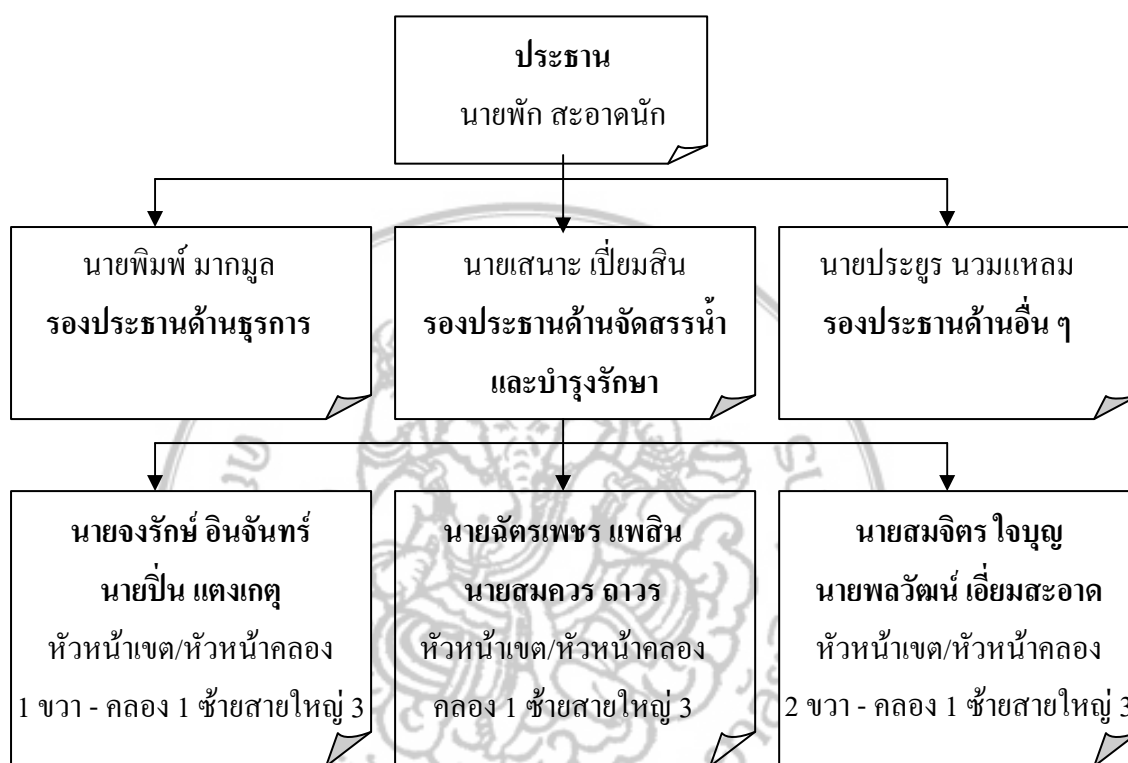 ประธาน
นายพัก สะอาดนัก
นายพิมพ์ มากมูล
รองประธานด้านธุรการ
นายเสนาะ เปี่ยมสิน
รองประธานด้านจัดสรรน้ำ
และบำรุงรักษา
นายประยูร นวมแหลม
รองประธานด้านอื่น ๆ
นายจงรักษ์ อินจันทร์
นายปิ่น แตงเกตุ
หัวหน้าเขต/หัวหน้าคลอง
1 ขวา - คลอง 1 ซ้ายสายใหญ่ 3
นายฉัตรเพชร แพสิน
นายสมควร ถาวร
หัวหน้าเขต/หัวหน้าคลอง
คลอง 1 ซ้ายสายใหญ่ 3
นายสมจิตร ใจบุญ
นายพลวัฒน์ เอี่ยมสะอาด
หัวหน้าเขต/หัวหน้าคลอง
2 ขวา - คลอง 1 ซ้ายสายใหญ่ 3